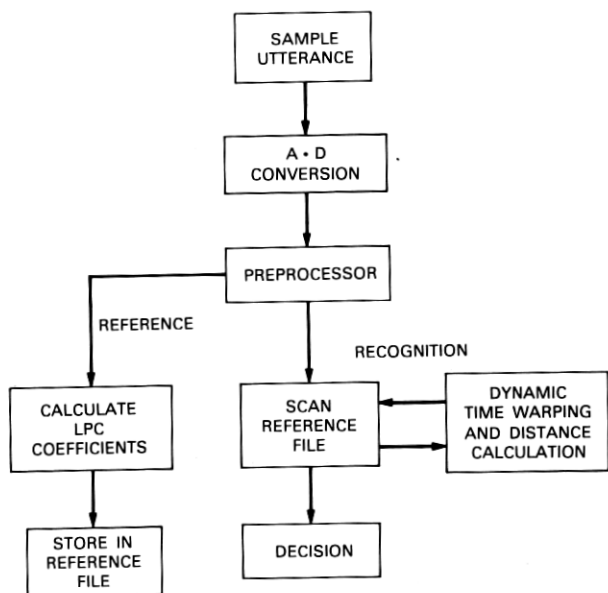 SAMPLE
UTTERANCE
A • D
CONVERSION
PREPROCESSOR
REFERENCE
RECOGNITION
CALCULATE
LPC
COEFFICIENTS
SCAN
REFERENCE
FILE
DYNAMIC
TIME WARPING
AND DISTANCE
CALCULATION
STORE IN
REFERENCE
FILE
DECISION